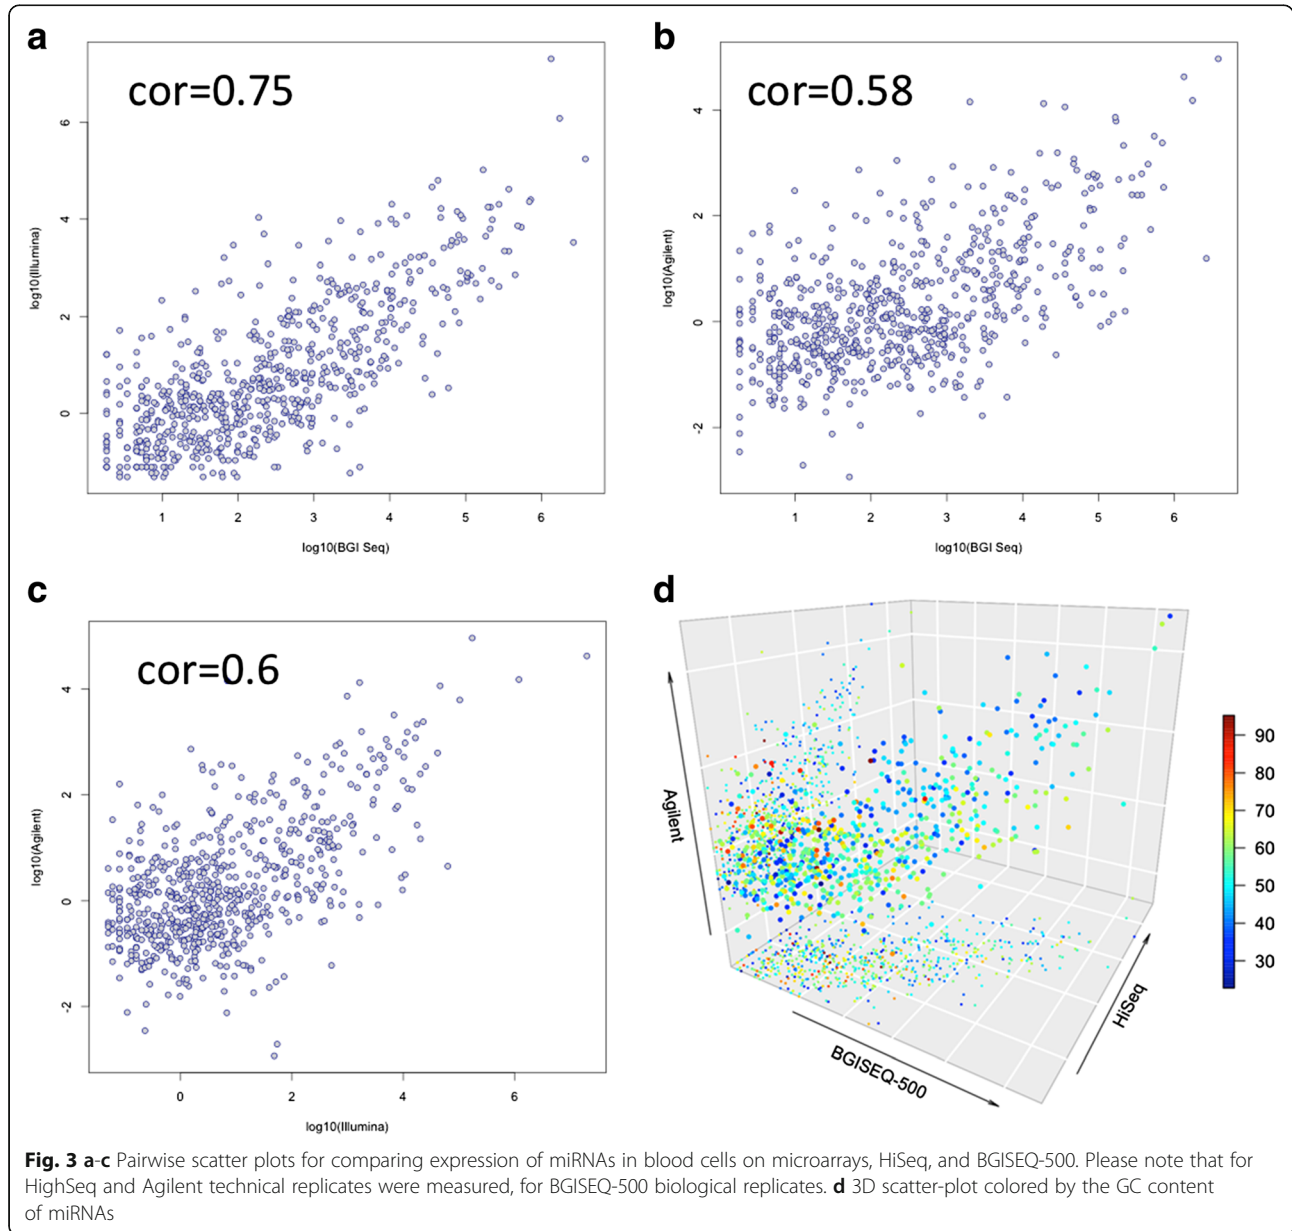 a
cor=0.75
6
4
2
0
log10(Illumina)
1 2 3 4 5 6
log10(BGI Seq)
b
cor=0.58
4
2
0
-2
log10(Agilent)
1 2 3 4 5 6
log10(BGI Seq)
c
cor=0.6
4
2
0
-2
log10(Agilent)
0 2 4 6
log10(Illumina)
d
Agilent
BGISEQ-500
HiSeq
90
80
70
60
50
40
30
Fig. 3 a-c Pairwise scatter plots for comparing expression of miRNAs in blood cells on microarrays, HiSeq, and BGISEQ-500. Please note that for
HighSeq and Agilent technical replicates were measured, for BGISEQ-500 biological replicates. d 3D scatter-plot colored by the GC content
of miRNAs